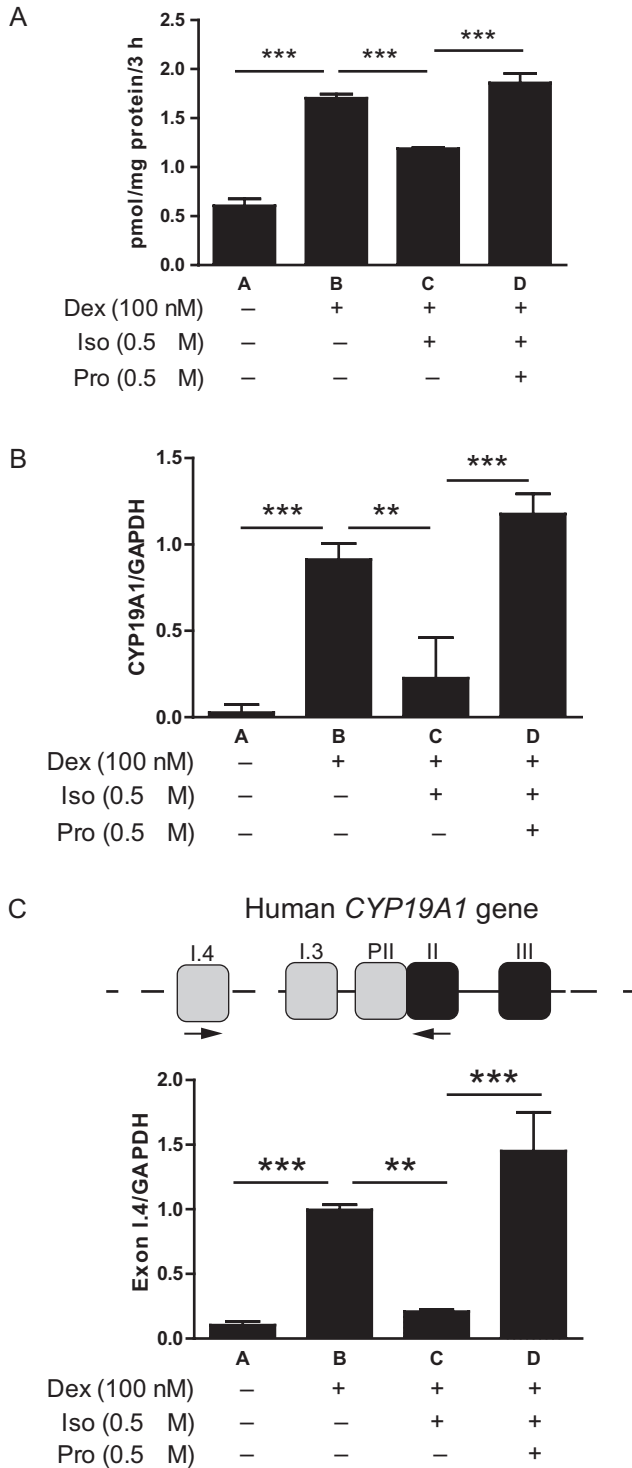 A
pmol/mg protein/3 h
2.5
2.0
1.5
1.0
0.5
0.0
*** *** ***
A B C D
Dex (100 nM) – + + +
Iso (0.5 M) – – + +
Pro (0.5 M) – – – +
B
CYP19A1/GAPDH
1.5
1.0
0.5
0.0
*** ** ***
A B C D
Dex (100 nM) – + + +
Iso (0.5 M) – – + +
Pro (0.5 M) – – – +
C
Human CYP19A1 gene
I.4 I.3 PII II III
Exon I.4/GAPDH
2.0
1.5
1.0
0.5
0.0
*** ** ***
A B C D
Dex (100 nM) – + + +
Iso (0.5 M) – – + +
Pro (0.5 M) – – – +